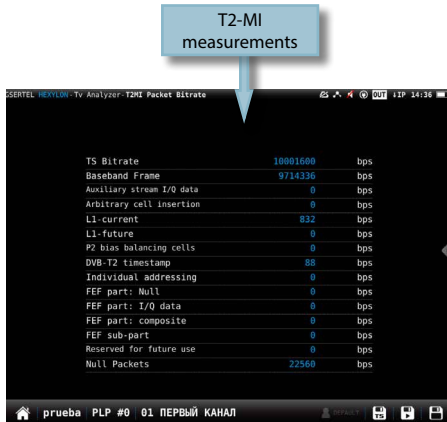 T2-MI
measurements
GSERTEL HEXYLON-Tv Analyzer-T2MI Packet Bitrate OUT ↓IP 14:36
TS Bitrate 10001600 bps
Baseband Frame 9714336 bps
Auxiliary stream I/Q data 0 bps
Arbitrary cell insertion 0 bps
L1-current 832 bps
L1-future 0 bps
P2 bias balancing cells 0 bps
DVB-T2 timestamp 88 bps
Individual addressing 0 bps
FEF part: Null 0 bps
FEF part: I/Q data 0 bps
FEF part: composite 0 bps
FEF sub-part 0 bps
Reserved for future use 0 bps
Null Packets 22560 bps
prueba PLP #0 01 ПЕРВЫЙ КАНАЛ DEFAULT TS